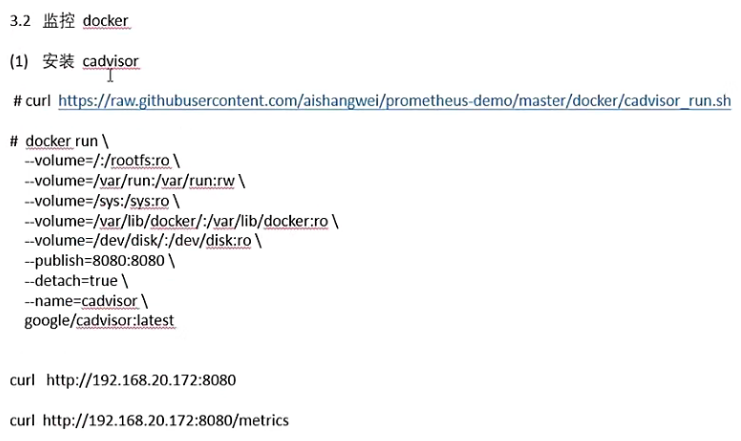 3.2 监控 docker
(1) 安装 cadvisor
# curl https://raw.githubusercontent.com/aishangwei/prometheus-demo/master/docker/cadvisor_run.sh
# docker run \
--volume=/:/rootfs:ro \
--volume=/var/run:/var/run:rw \
--volume=/sys:/sys:ro \
--volume=/var/lib/docker/:/var/lib/docker:ro \
--volume=/dev/disk/:/dev/disk:ro \
--publish=8080:8080 \
--detach=true \
--name=cadvisor \
google/cadvisor:latest
curl http://192.168.20.172:8080
curl http://192.168.20.172:8080/metrics